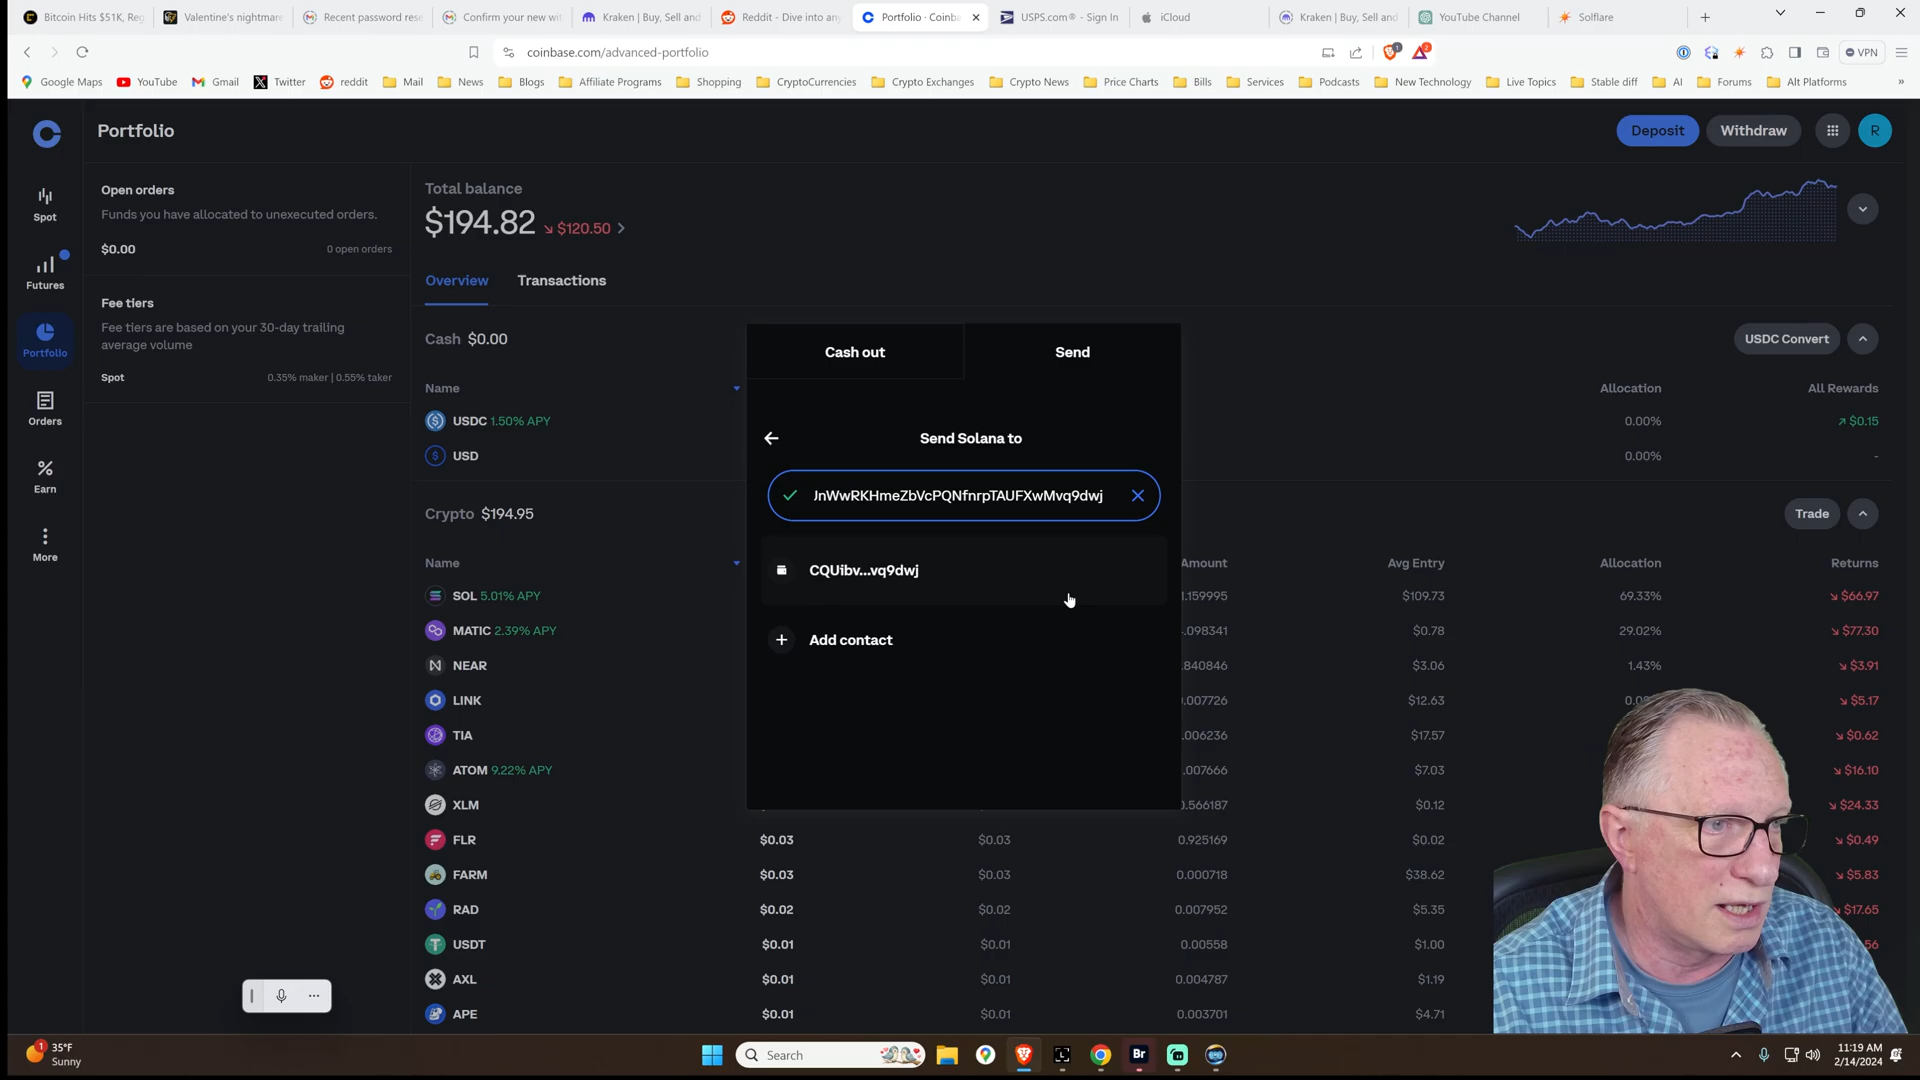 Bitcoin Hits $51K, Reg
Valentine's nightmare
Recent password rese
Confirm your new wit
Kraken | Buy, Sell and
Reddit - Dive into any
Portfolio · Coinba
USPS.com® - Sign In
iCloud
Kraken | Buy, Sell and
YouTube Channel
Solflare
coinbase.com/advanced-portfolio
1
2
VPN
Google Maps
YouTube
Gmail
Twitter
reddit
Mail
News
Blogs
Affiliate Programs
Shopping
CryptoCurrencies
Crypto Exchanges
Crypto News
Price Charts
Bills
Services
Podcasts
New Technology
Live Topics
Stable diff
AI
Forums
Alt Platforms
»
Portfolio
Deposit
Withdraw
R
Spot
Futures
Portfolio
Orders
Earn
More
Open orders
Funds you have allocated to unexecuted orders.
$0.00
0 open orders
Fee tiers
Fee tiers are based on your 30-day trailing
average volume
Spot
0.35% maker | 0.55% taker
Total balance
$194.82 ↘ $120.50
Overview
Transactions
Cash $0.00
USDC Convert
Name
Allocation
All Rewards
USDC 1.50% APY
0.00%
↗ $0.15
USD
0.00%
-
Crypto $194.95
Trade
Name
Amount
Avg Entry
Allocation
Returns
SOL 5.01% APY
.159995
$109.73
69.33%
↘ $66.97
MATIC 2.39% APY
.098341
$0.78
29.02%
↘ $77.30
NEAR
.840846
$3.06
1.43%
↘ $3.91
LINK
.007726
$12.63
↘ $5.17
TIA
.006236
$17.57
↘ $0.62
ATOM 9.22% APY
.007666
$7.03
↘ $16.10
XLM
.566187
$0.12
↘ $24.33
FLR
$0.03
$0.03
0.925169
$0.02
↘ $0.49
FARM
$0.03
$0.03
0.000718
$38.62
↘ $5.83
RAD
$0.02
$0.02
0.007952
$5.35
↘ $17.65
USDT
$0.01
$0.01
0.00558
$1.00
AXL
$0.01
$0.01
0.004787
$1.19
APE
$0.01
$0.01
0.003701
$4.71
Cash out
Send
Send Solana to
JnWwRKHmeZbVcPQNfnrpTAUFXwMvq9dwj
CQUibv...vq9dwj
Add contact
1
35°F
Sunny
Search
Br
11:19 AM
2/14/2024